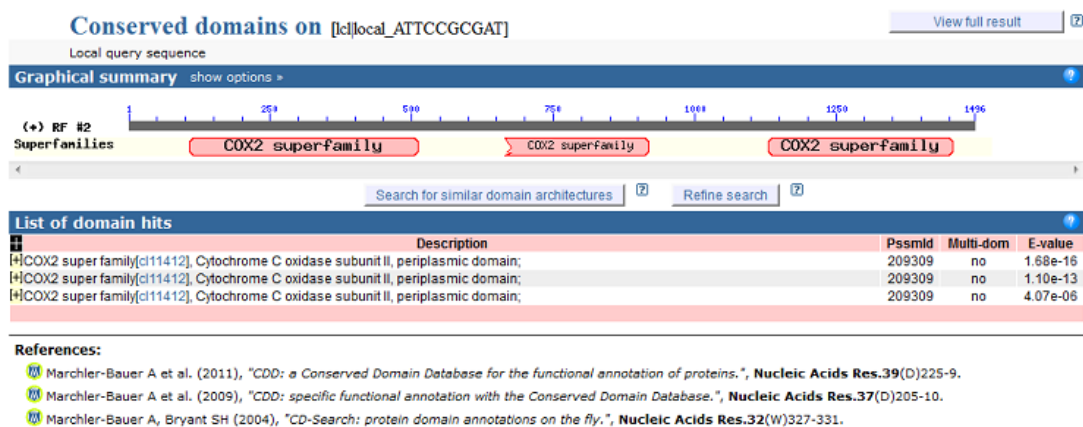 Conserved domains on [lcl|local_ATTCCGCGAT]
View full result
?
Local query sequence
Graphical summary show options »
?
1 250 500 750 1000 1250 1496
(+) RF #2
Superfamilies COX2 superfamily COX2 superfamily COX2 superfamily
Search for similar domain architectures ? Refine search ?
List of domain hits
?
+ Description PssmId Multi-dom E-value
[+]COX2 super family[cl11412], Cytochrome C oxidase subunit II, periplasmic domain; 209309 no 1.68e-16
[+]COX2 super family[cl11412], Cytochrome C oxidase subunit II, periplasmic domain; 209309 no 1.10e-13
[+]COX2 super family[cl11412], Cytochrome C oxidase subunit II, periplasmic domain; 209309 no 4.07e-06
References:
Marchler-Bauer A et al. (2011), "CDD: a Conserved Domain Database for the functional annotation of proteins.", Nucleic Acids Res.39(D)225-9.
Marchler-Bauer A et al. (2009), "CDD: specific functional annotation with the Conserved Domain Database.", Nucleic Acids Res.37(D)205-10.
Marchler-Bauer A, Bryant SH (2004), "CD-Search: protein domain annotations on the fly.", Nucleic Acids Res.32(W)327-331.